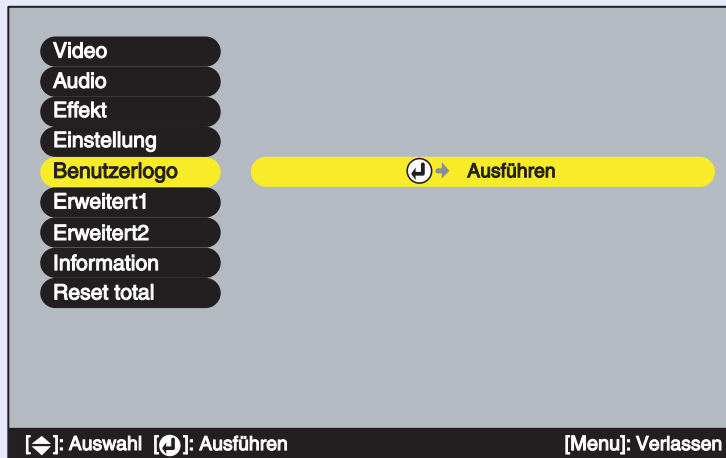 Video
Audio
Effekt
Einstellung
Benutzerlogo
Ausführen
Erweitert1
Erweitert2
Information
Reset total
[]: Auswahl []: Ausführen
[Menu]: Verlassen